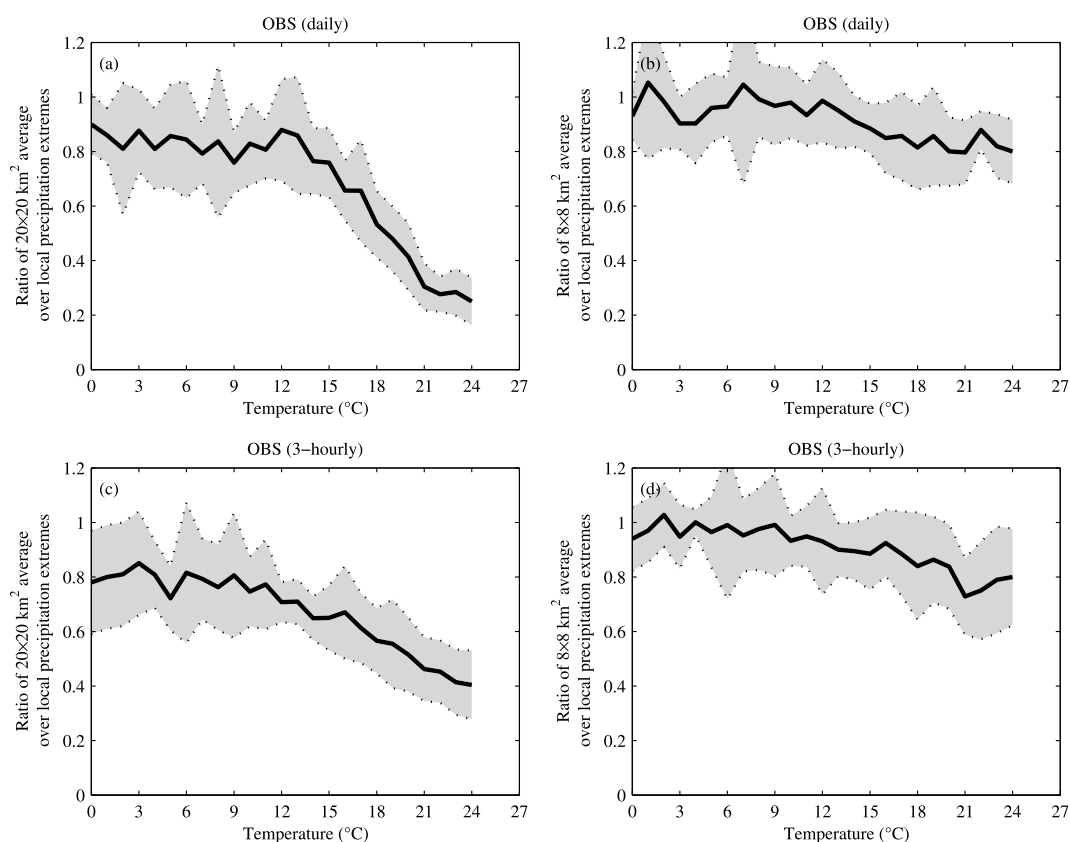 OBS (daily)
(a)
1.2
1
0.8
0.6
0.4
0.2
0
Ratio of 20×20 km² average
over local precipitation extremes
0 3 6 9 12 15 18 21 24 27
Temperature (°C)
OBS (daily)
(b)
1.2
1
0.8
0.6
0.4
0.2
0
Ratio of 8×8 km² average
over local precipitation extremes
0 3 6 9 12 15 18 21 24 27
Temperature (°C)
OBS (3−hourly)
(c)
1.2
1
0.8
0.6
0.4
0.2
0
Ratio of 20×20 km² average
over local precipitation extremes
0 3 6 9 12 15 18 21 24 27
Temperature (°C)
OBS (3−hourly)
(d)
1.2
1
0.8
0.6
0.4
0.2
0
Ratio of 8×8 km² average
over local precipitation extremes
0 3 6 9 12 15 18 21 24 27
Temperature (°C)